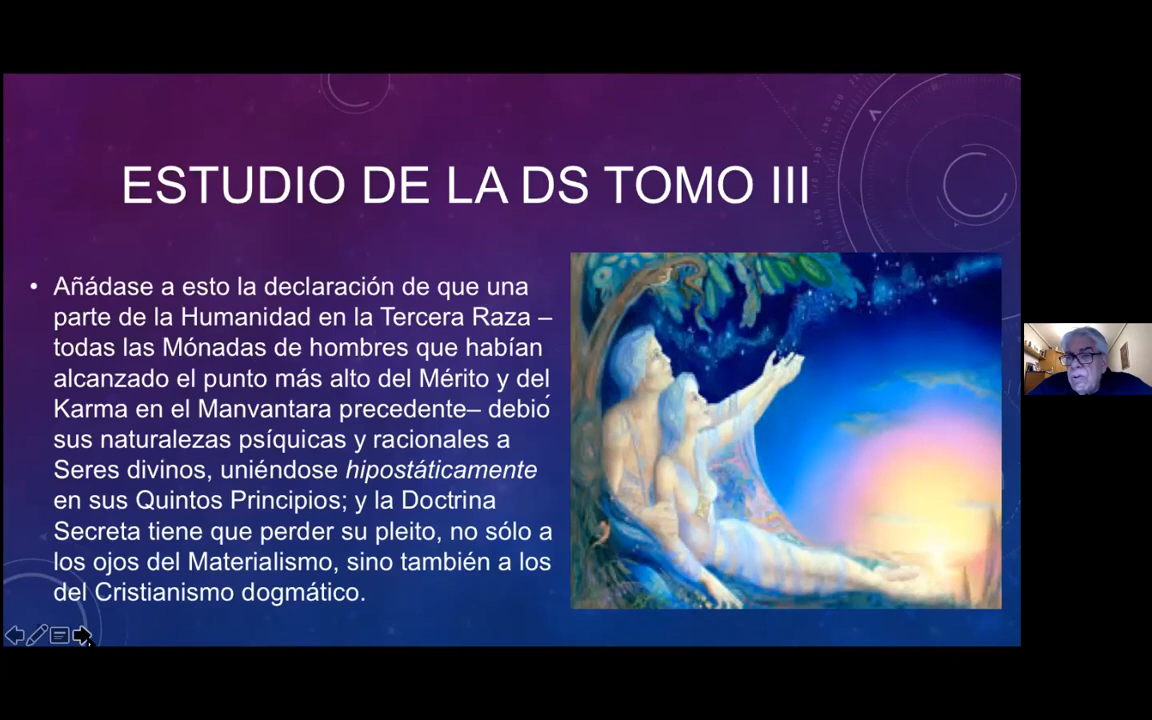 ESTUDIO DE LA DS TOMO III
• Añádase a esto la declaración de que una
parte de la Humanidad en la Tercera Raza –
todas las Mónadas de hombres que habían
alcanzado el punto más alto del Mérito y del
Karma en el Manvantara precedente– debió
sus naturalezas psíquicas y racionales a
Seres divinos, uniéndose hipostáticamente
en sus Quintos Principios; y la Doctrina
Secreta tiene que perder su pleito, no sólo a
los ojos del Materialismo, sino también a los
del Cristianismo dogmático.